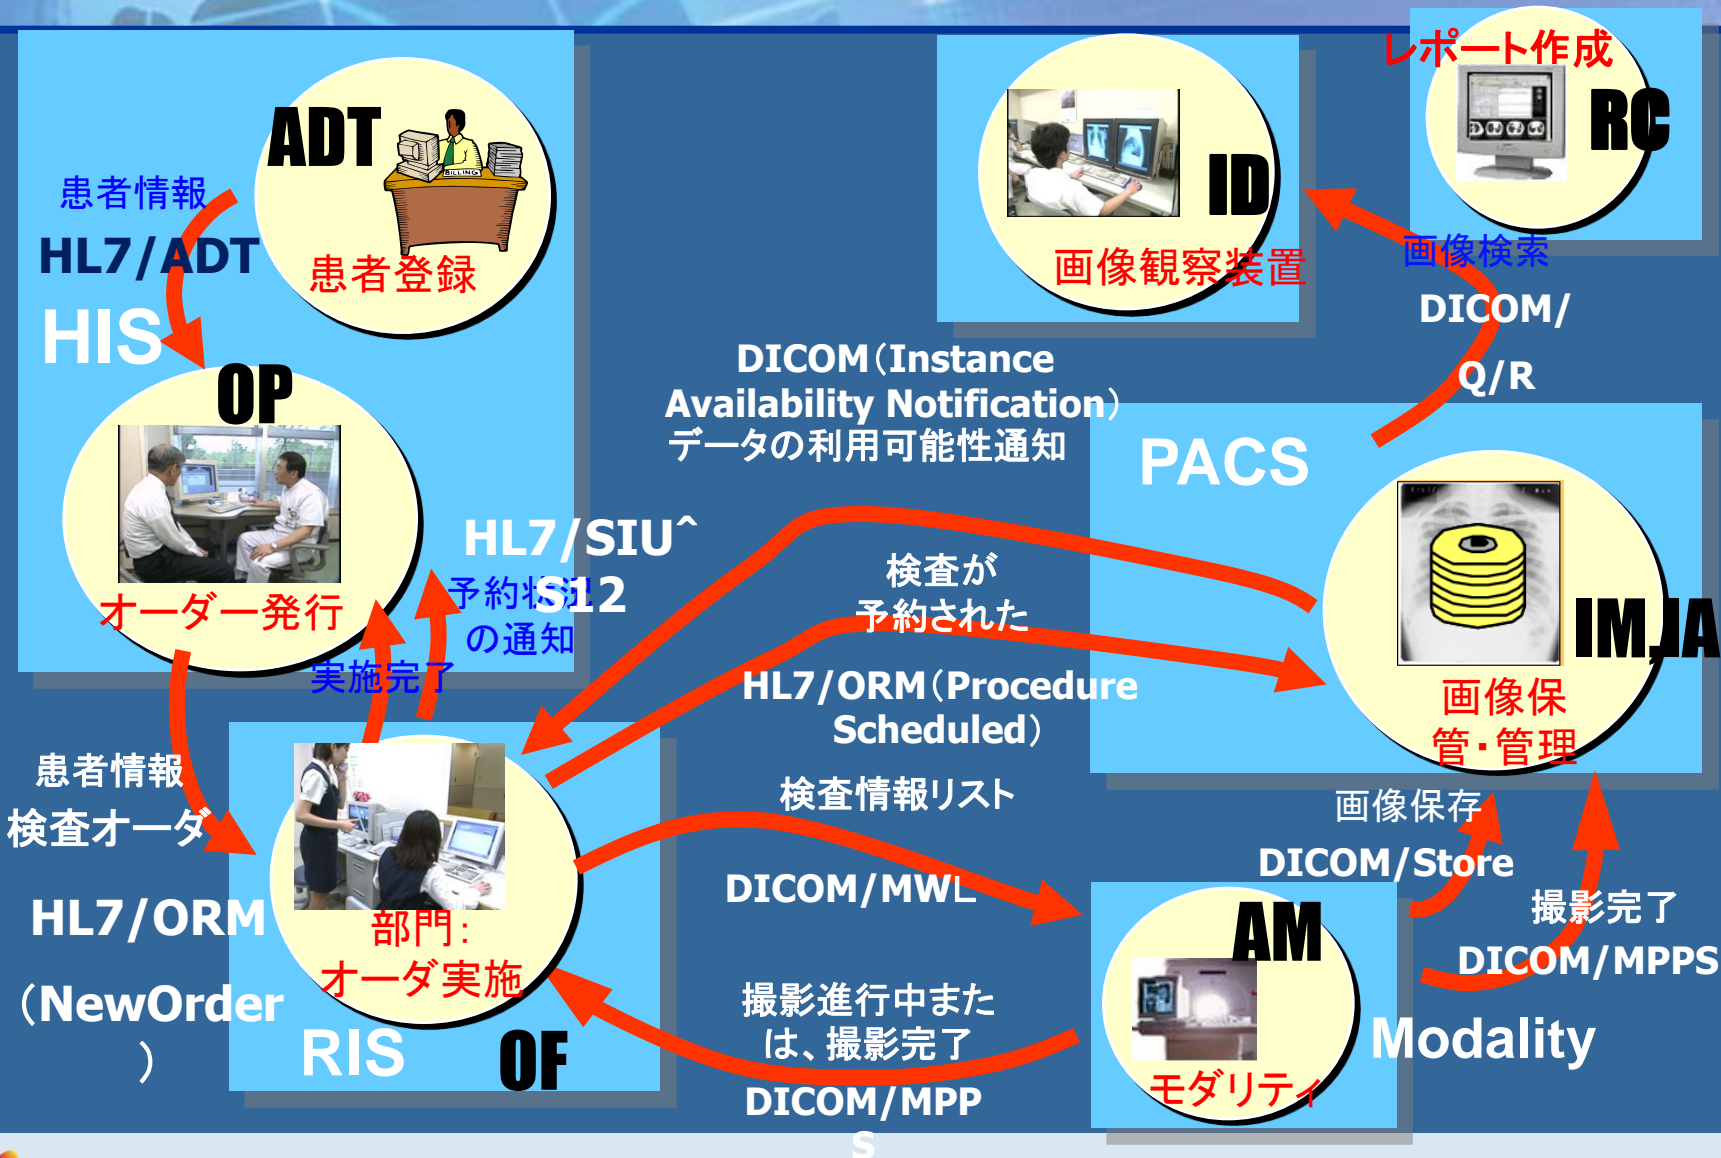 ADT
BILLING
患者情報
HL7/ADT
患者登録
HIS
OP
オーダー発行
HL7/SIU^
S12
予約状況
の通知
実施完了
患者情報
検査オーダ
HL7/ORM
（NewOrder
）
部門：
オーダ実施
RIS
OF
ID
画像観察装置
レポート作成
RC
画像検索
DICOM/
Q/R
DICOM（Instance
Availability Notification）
データの利用可能性通知
PACS
IM,IA
画像保
管・管理
検査が
予約された
HL7/ORM（Procedure
Scheduled）
検査情報リスト
DICOM/MWL
画像保存
DICOM/Store
撮影完了
DICOM/MPPS
AM
モダリティ
Modality
撮影進行中また
は、撮影完了
DICOM/MPP
S